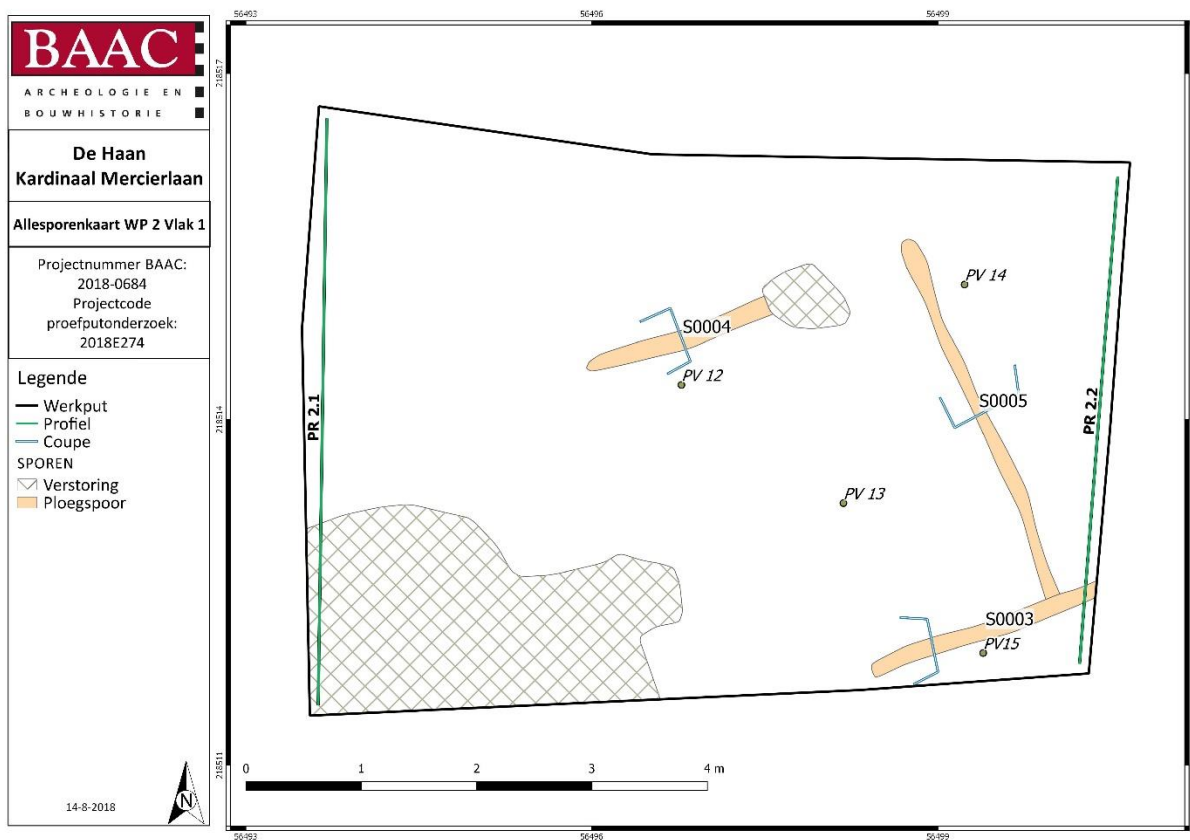 BAAC
ARCHEOLOGIE EN
BOUWHISTORIE
De Haan
Kardinaal Mercierlaan
Allesporenkaart WP 2 Vlak 1
Projectnummer BAAC:
2018-0684
Projectcode
proefputonderzoek:
2018E274
Legende
Werkput
Profiel
Coupe
SPOREN
Verstoring
Ploegspoor
14-8-2018
N
56493
56496
56499
218517
218514
218511
PV 14
S0004
PV 12
S0005
PR 2.1
PR 2.2
PV 13
S0003
PV15
0 1 2 3 4 m
56493
56496
56499